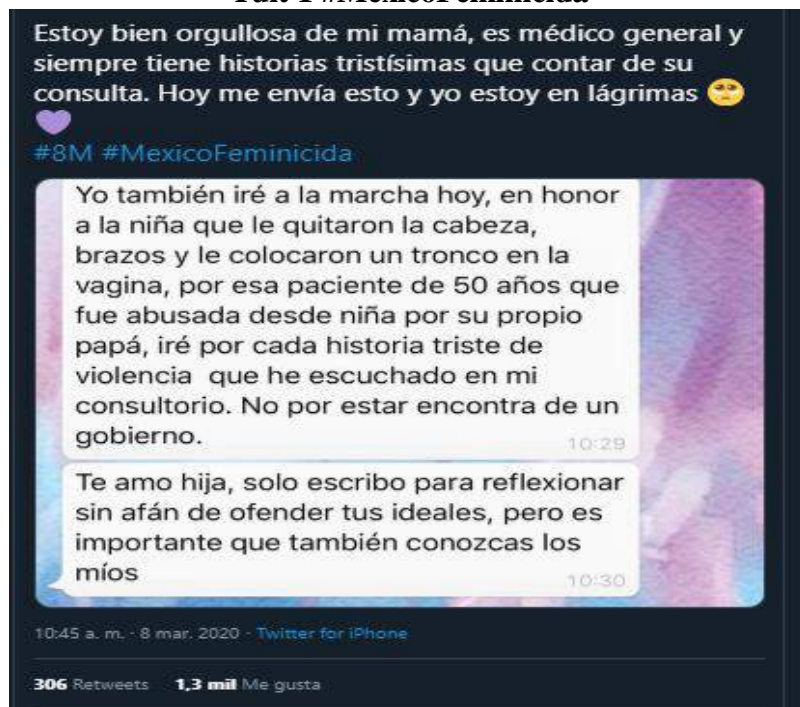 Tuit 1 #MexicoFeminicida
Estoy bien orgullosa de mi mamá, es médico general y
siempre tiene historias tristísimas que contar de su
consulta. Hoy me envía esto y yo estoy en lágrimas 🥺
💜
#8M #MexicoFeminicida
Yo también iré a la marcha hoy, en honor
a la niña que le quitaron la cabeza,
brazos y le colocaron un tronco en la
vagina, por esa paciente de 50 años que
fue abusada desde niña por su propio
papá, iré por cada historia triste de
violencia que he escuchado en mi
consultorio. No por estar encontra de un
gobierno.
10:29
Te amo hija, solo escribo para reflexionar
sin afán de ofender tus ideales, pero es
importante que también conozcas los
míos
10:30
10:45 a. m. · 8 mar. 2020 · Twitter for iPhone
306 Retweets 1,3 mil Me gusta